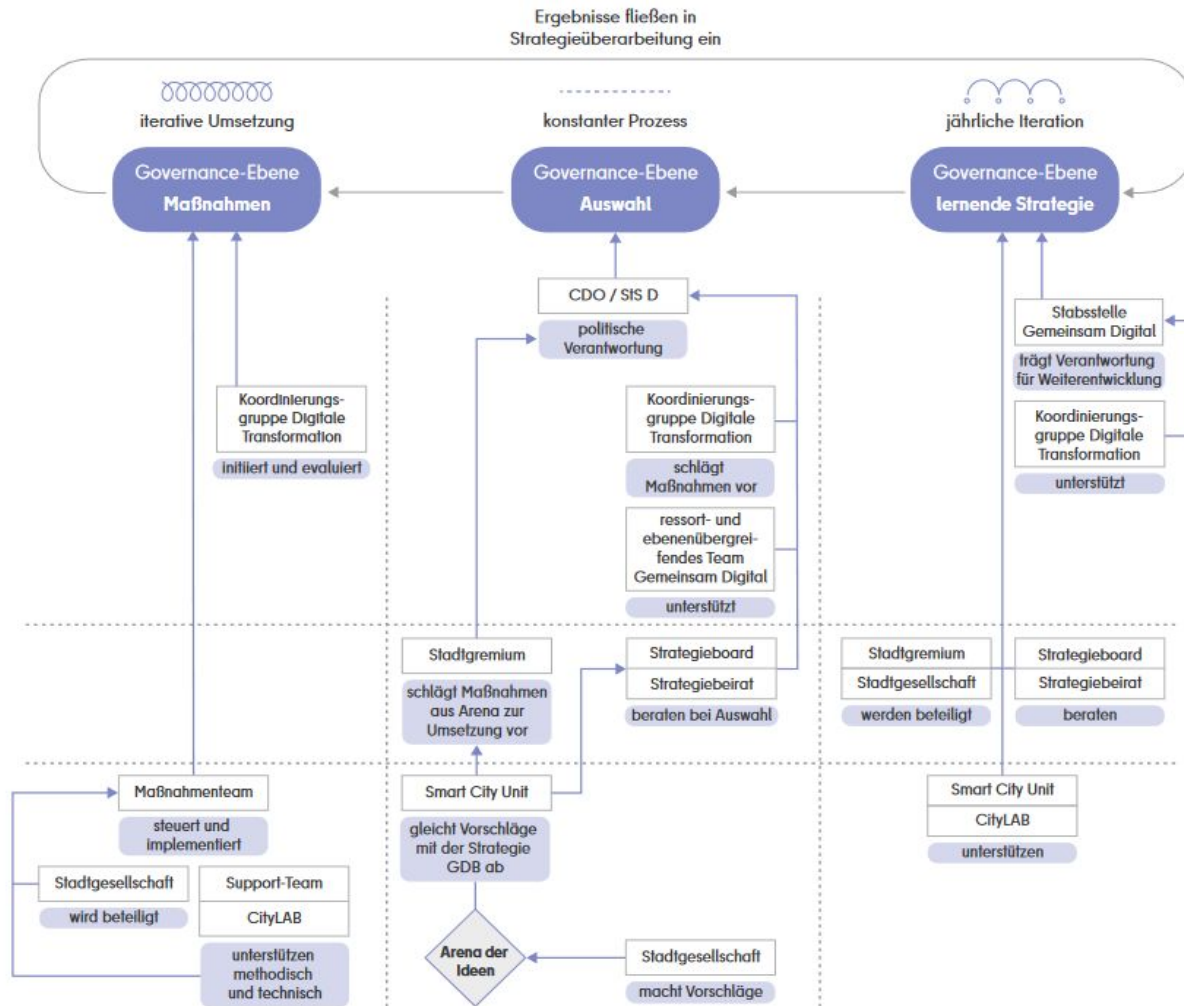 Ergebnisse fließen in
Strategieüberarbeitung ein
iterative Umsetzung
konstanter Prozess
jährliche Iteration
Governance-Ebene
Maßnahmen
Governance-Ebene
Auswahl
Governance-Ebene
lernende Strategie
CDO / StS D
politische
Verantwortung
Stabsstelle
Gemeinsam Digital
trägt Verantwortung
für Weiterentwicklung
Koordinierungs-
gruppe Digitale
Transformation
initiiert und evaluiert
Koordinierungs-
gruppe Digitale
Transformation
schlägt
Maßnahmen vor
Koordinierungs-
gruppe Digitale
Transformation
unterstützt
ressort- und
ebenenübergrei-
fendes Team
Gemeinsam Digital
unterstützt
Stadtgremium
schlägt Maßnahmen
aus Arena zur
Umsetzung vor
Strategieboard
Strategiebeirat
beraten bei Auswahl
Stadtgremium
Stadtgesellschaft
werden beteiligt
Strategieboard
Strategiebeirat
beraten
Maßnahmenteam
steuert und
implementiert
Smart City Unit
gleicht Vorschläge
mit der Strategie
GDB ab
Smart City Unit
CityLAB
unterstützen
Stadtgesellschaft
wird beteiligt
Support-Team
CityLAB
unterstützen
methodisch
und technisch
Arena der
Ideen
Stadtgesellschaft
macht Vorschläge